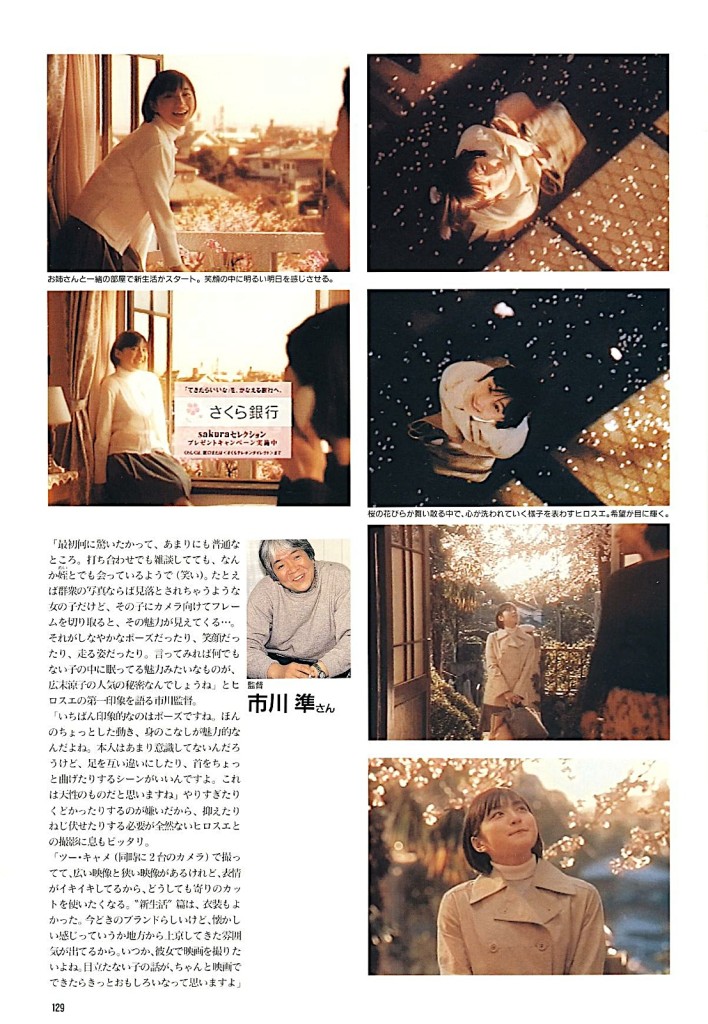 お姉さんと一緒の部屋で新生活がスタート。笑顔の中に明るい明日を感じさせる。
「できたらいいな」を、かなえる銀行へ。
さくら銀行
sakuraセレクション
プレゼントキャンペーン実施中
桜の花びらが舞い散る中で、心が洗われていく様子を表わすヒロスエ。希望が目に輝く。
「最初何に驚いたかって、あまりにも普通な
ところ。打ち合わせでも雑談してても、なん
か姪とでも会っているようで(笑い)。たとえ
めい
ば群衆の写真ならば見落とされちゃうような
女の子だけど、その子にカメラ向けてフレー
ムを切り取ると、その魅力が見えてくる…。
それがしなやかなポーズだったり、笑顔だっ
たり、走る姿だったり。言ってみれば何でも
ない子の中に眠ってる魅力みたいなものが、
広末涼子の人気の秘密なんでしょうね」とヒ
ロスエの第一印象を語る市川監督。
「いちばん印象的なのはポーズですね。ほん
のちょっとした動き、身のこなしが魅力的な
んだよね。本人はあまり意識してないんだろ
うけど、足を互い違いにしたり、首をちょっ
と曲げたりするシーンがいいんですよ。これ
は天性のものだと思いますね」やりすぎたり
くどかったりするのが嫌いだから、抑えたり
ねじ伏せたりする必要が全然ないヒロスエと
の撮影に息もピッタリ。
「ツー・キャメ(同時に2台のカメラ)で撮っ
てて、広い映像と狭い映像があるけれど、表情
がイキイキしてるから、どうしても寄りのカッ
トを使いたくなる。"新生活"篇は、衣装もよ
かった。今どきのブランドらしいけど、懐かし
い感じっていうか地方から上京してきた雰囲
気が出てるから。いつか、彼女で映画を撮りた
いよね。目立たない子の話が、ちゃんと映画で
できたらきっとおもしろいなって思いますよ」
監督
市川 準さん
129